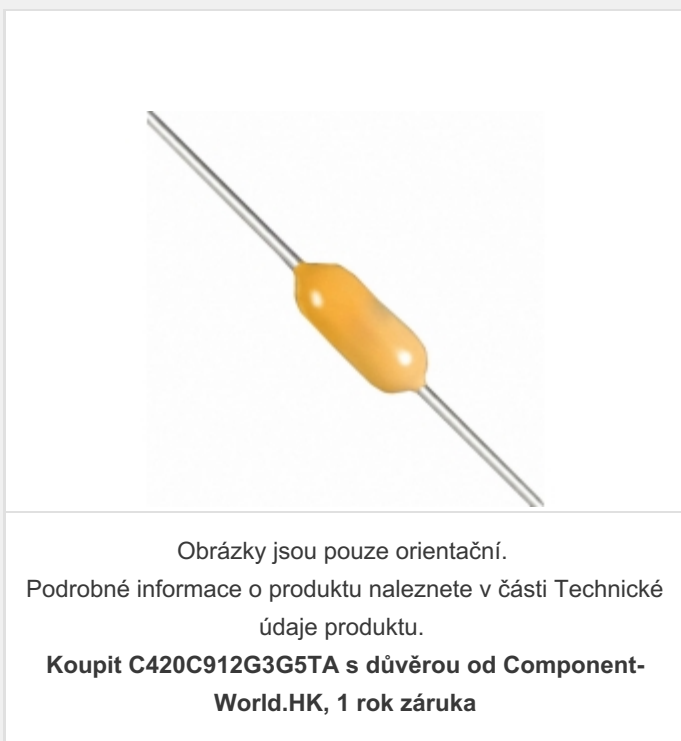 Obrázky jsou pouze orientační.
Podrobné informace o produktu naleznete v části Technické
údaje produktu.
Koupit C420C912G3G5TA s důvěrou od Component-
World.HK, 1 rok záruka